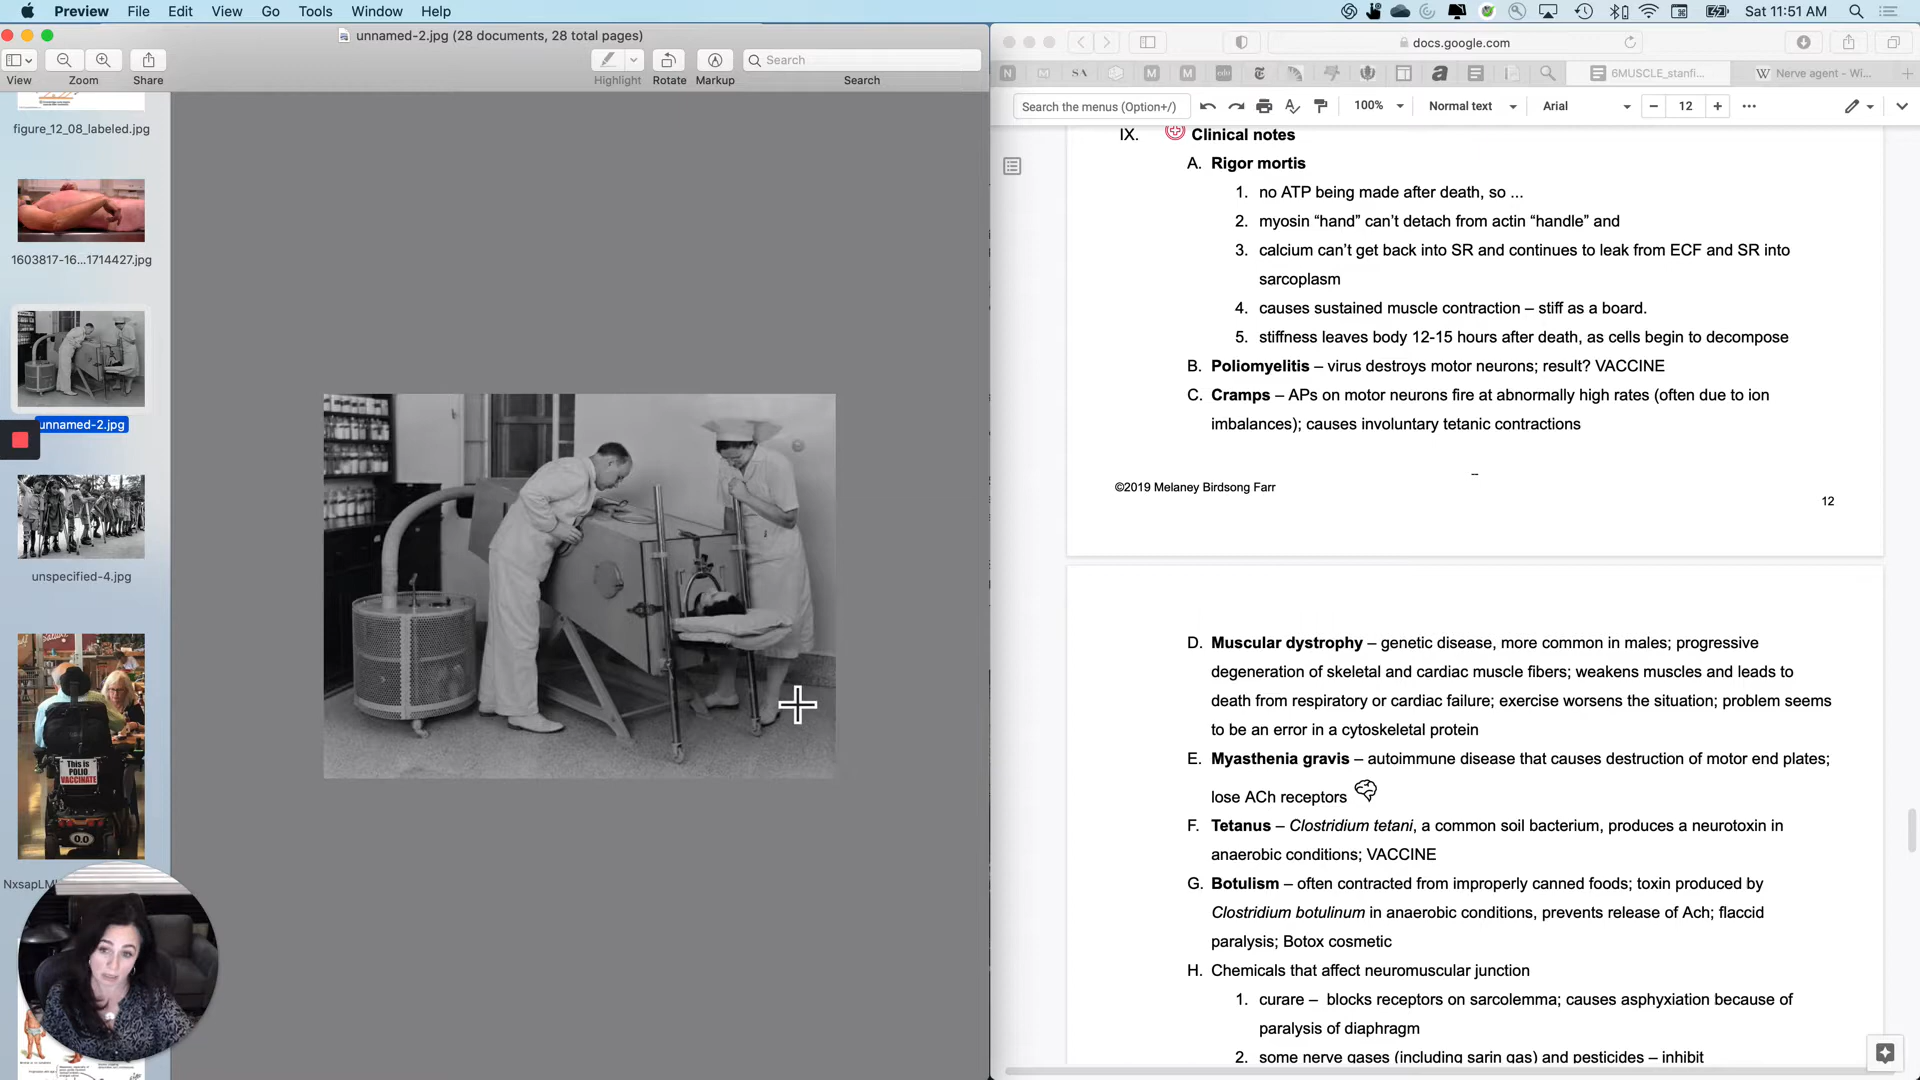 Preview File Edit View Go Tools Window Help
Sat 11:51 AM
unnamed-2.jpg (28 documents, 28 total pages)
View Zoom Share Highlight Rotate Markup Search
Search
figure_12_08_labeled.jpg
1603817-16...1714427.jpg
unnamed-2.jpg
unspecified-4.jpg
This is
POLIO
VACCINATE
docs.google.com
6MUSCLE_stanfi...
Nerve agent - Wi...
Search the menus (Option+/)
100% Normal text Arial 12
IX. Clinical notes
A. Rigor mortis
1. no ATP being made after death, so ...
2. myosin “hand” can’t detach from actin “handle” and
3. calcium can’t get back into SR and continues to leak from ECF and SR into
sarcoplasm
4. causes sustained muscle contraction – stiff as a board.
5. stiffness leaves body 12-15 hours after death, as cells begin to decompose
B. Poliomyelitis – virus destroys motor neurons; result? VACCINE
C. Cramps – APs on motor neurons fire at abnormally high rates (often due to ion
imbalances); causes involuntary tetanic contractions
©2019 Melaney Birdsong Farr
12
D. Muscular dystrophy – genetic disease, more common in males; progressive
degeneration of skeletal and cardiac muscle fibers; weakens muscles and leads to
death from respiratory or cardiac failure; exercise worsens the situation; problem seems
to be an error in a cytoskeletal protein
E. Myasthenia gravis – autoimmune disease that causes destruction of motor end plates;
lose ACh receptors
F. Tetanus – Clostridium tetani, a common soil bacterium, produces a neurotoxin in
anaerobic conditions; VACCINE
G. Botulism – often contracted from improperly canned foods; toxin produced by
Clostridium botulinum in anaerobic conditions, prevents release of Ach; flaccid
paralysis; Botox cosmetic
H. Chemicals that affect neuromuscular junction
1. curare – blocks receptors on sarcolemma; causes asphyxiation because of
paralysis of diaphragm
2. some nerve gases (including sarin gas) and pesticides – inhibit